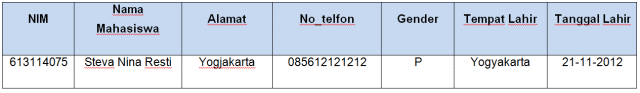 NIM Nama Mahasiswa Alamat No_telfon Gender Tempat Lahir Tanggal Lahir
613114075 Steva Nina Resti Yogjakarta 085612121212 P Yogyakarta 21-11-2012